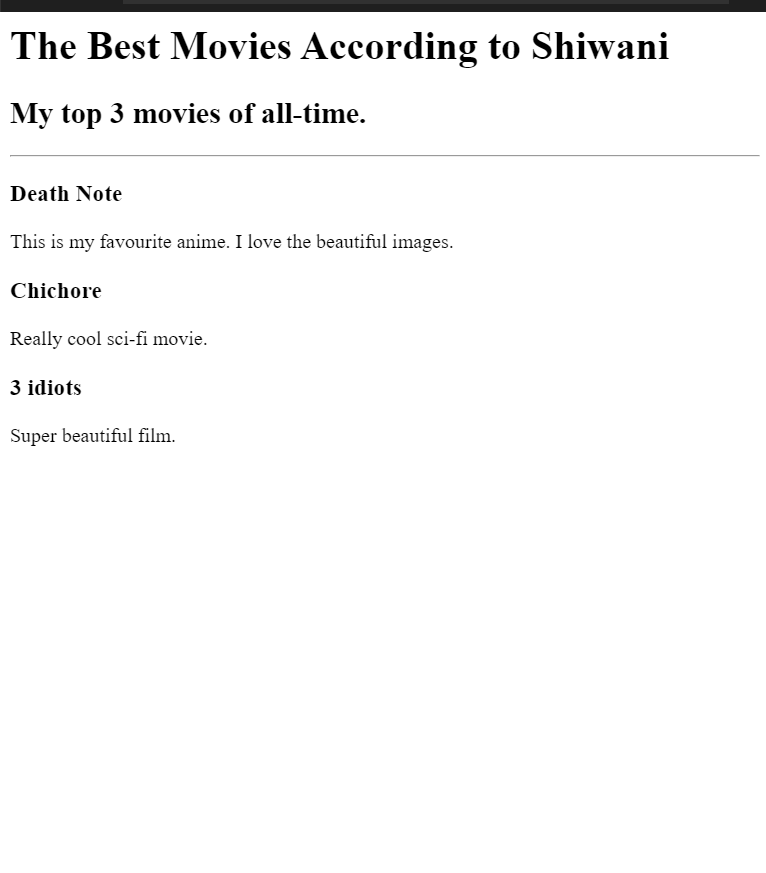 The Best Movies According to Shiwani
My top 3 movies of all-time.
Death Note
This is my favourite anime. I love the beautiful images.
Chichore
Really cool sci-fi movie.
3 idiots
Super beautiful film.